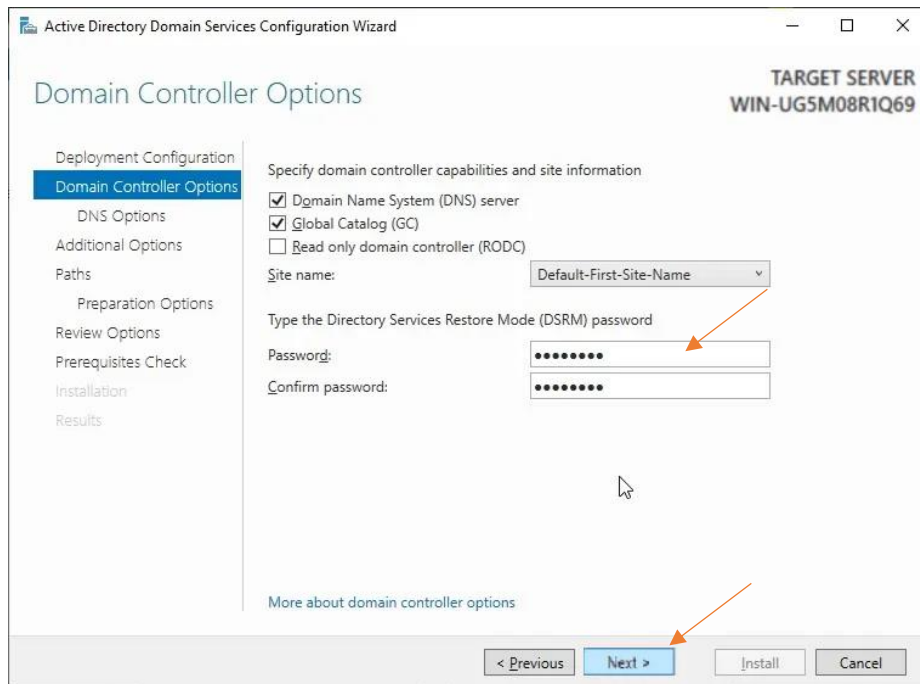 Active Directory Domain Services Configuration Wizard
Domain Controller Options
TARGET SERVER
WIN-UG5M08R1Q69
Deployment Configuration
Domain Controller Options
DNS Options
Additional Options
Paths
Preparation Options
Review Options
Prerequisites Check
Installation
Results
Specify domain controller capabilities and site information
Domain Name System (DNS) server
Global Catalog (GC)
Read only domain controller (RODC)
Site name: Default-First-Site-Name
Type the Directory Services Restore Mode (DSRM) password
Password: ●●●●●●●●
Confirm password: ●●●●●●●●
More about domain controller options
< Previous Next > Install Cancel